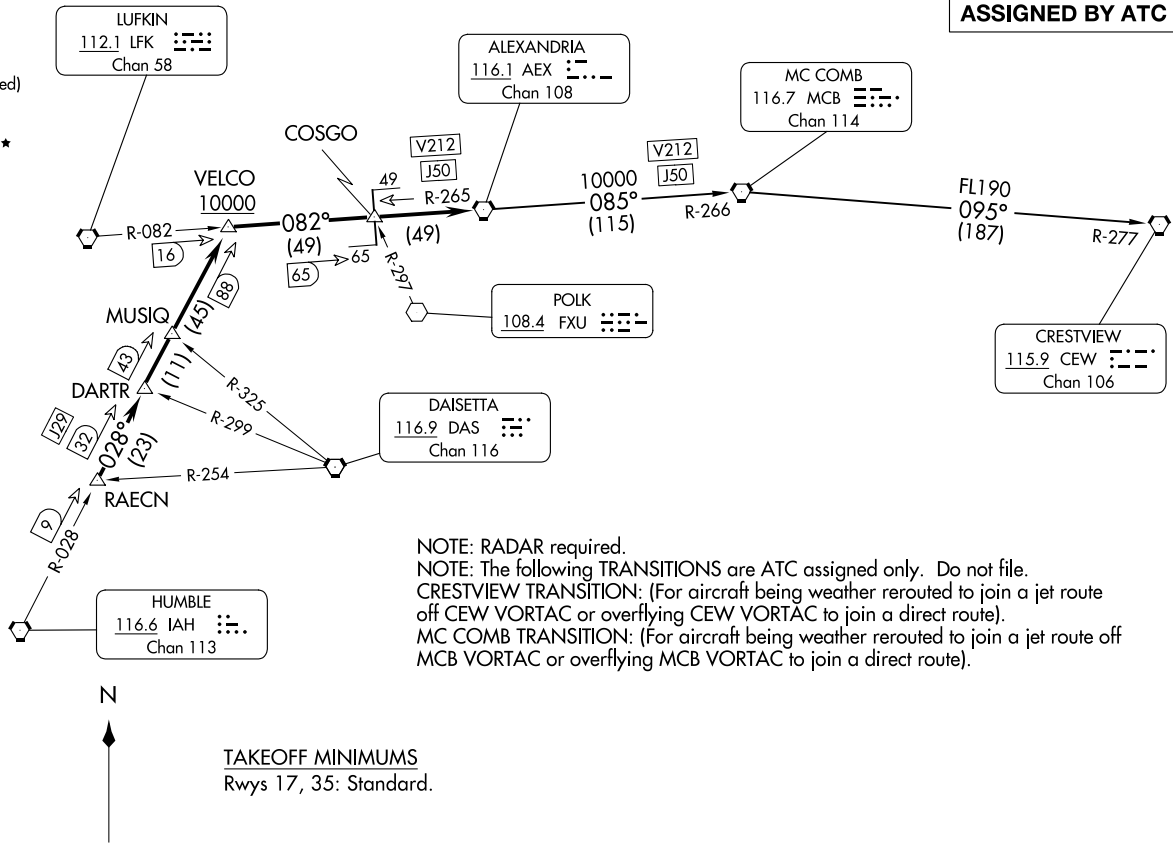 ASSIGNED BY ATC
LUFKIN
112.1 LFK
Chan 58
ed)
ALEXANDRIA
116.1 AEX
Chan 108
MC COMB
116.7 MCB
Chan 114
COSGO
V212
J50
V212
J50
VELCO
10000
49
R-265
10000
085°
(115)
R-266
FL190
095°
(187)
R-277
R-082
16
082°
(49)
65
65
(49)
R-297
88
POLK
108.4 FXU
MUSIQ
(45)
CRESTVIEW
115.9 CEW
Chan 106
43
(11)
DARTR
R-325
R-299
DAISETTA
116.9 DAS
Chan 116
J29
32
028°
(23)
R-254
RAECN
9
R-028
HUMBLE
116.6 IAH
Chan 113
NOTE: RADAR required.
NOTE: The following TRANSITIONS are ATC assigned only. Do not file.
CRESTVIEW TRANSITION: (For aircraft being weather rerouted to join a jet route
off CEW VORTAC or overflying CEW VORTAC to join a direct route).
MC COMB TRANSITION: (For aircraft being weather rerouted to join a jet route off
MCB VORTAC or overflying MCB VORTAC to join a direct route).
N
TAKEOFF MINIMUMS
Rwys 17, 35: Standard.